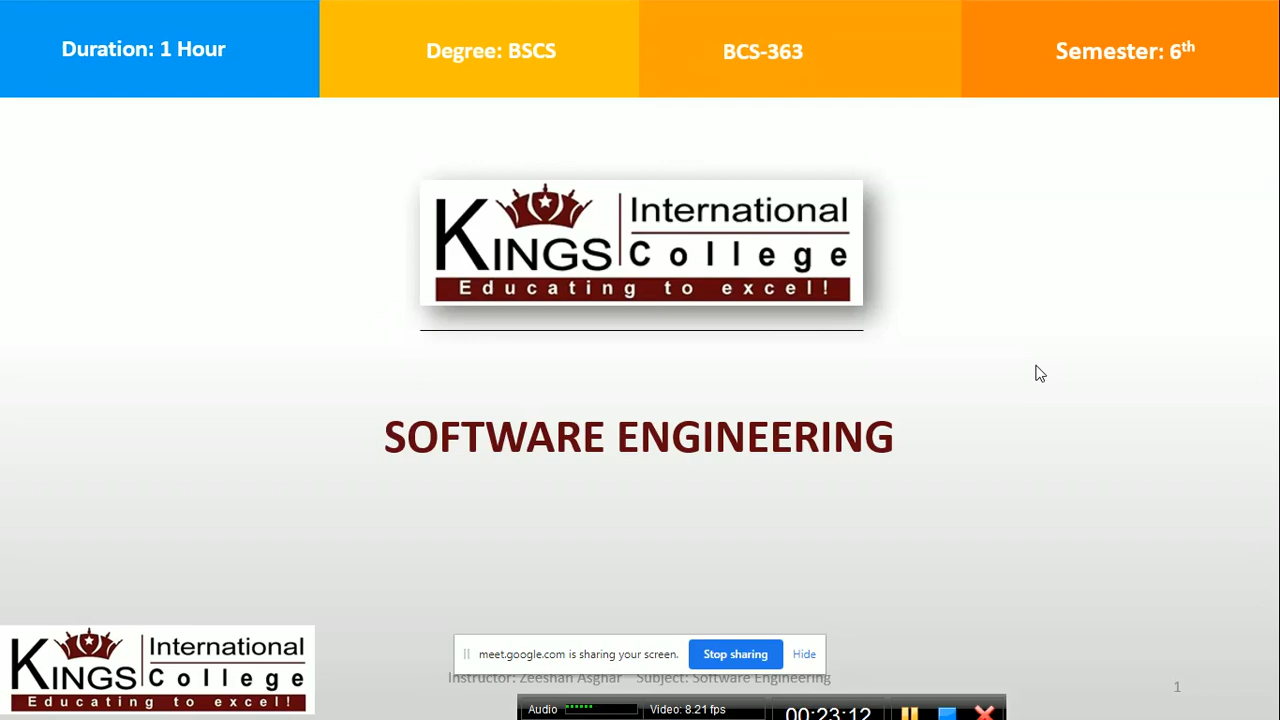 Duration: 1 Hour
Degree: BSCS
BCS-363
Semester: 6th
KINGS
International
College
Educating to excel!
SOFTWARE ENGINEERING
KINGS
International
College
Educating to excel!
meet.google.com is sharing your screen.
Stop sharing
Hide
Instructor: Zeeshan Asghar Subject: Software Engineering
1
Audio
Video: 8.21 fps
00:23:12